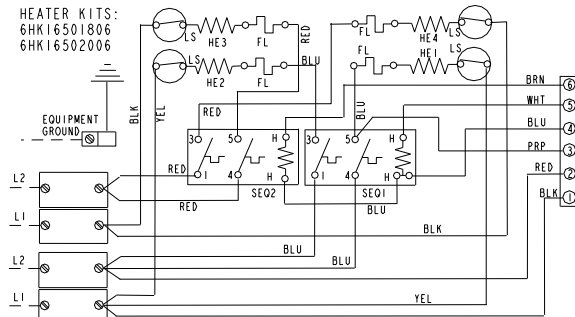 HEATER KITS:
6HK16501806
6HK16502006
LS HE3 FL RED
FL HE4 LS
LS HE2 FL BLU
FL HE1 LS
BLK YEL RED BLU
BRN 6
WHT 5
BLU 4
PRP 3
RED 2
BLK 1
EQUIPMENT
GROUND
3 5 H 3 5 H
RED 1 4 H 1 4 H
RED SEQ2 SEQ1
BLU
L2
L1
BLK
BLU
L2
BLU
L1
YEL